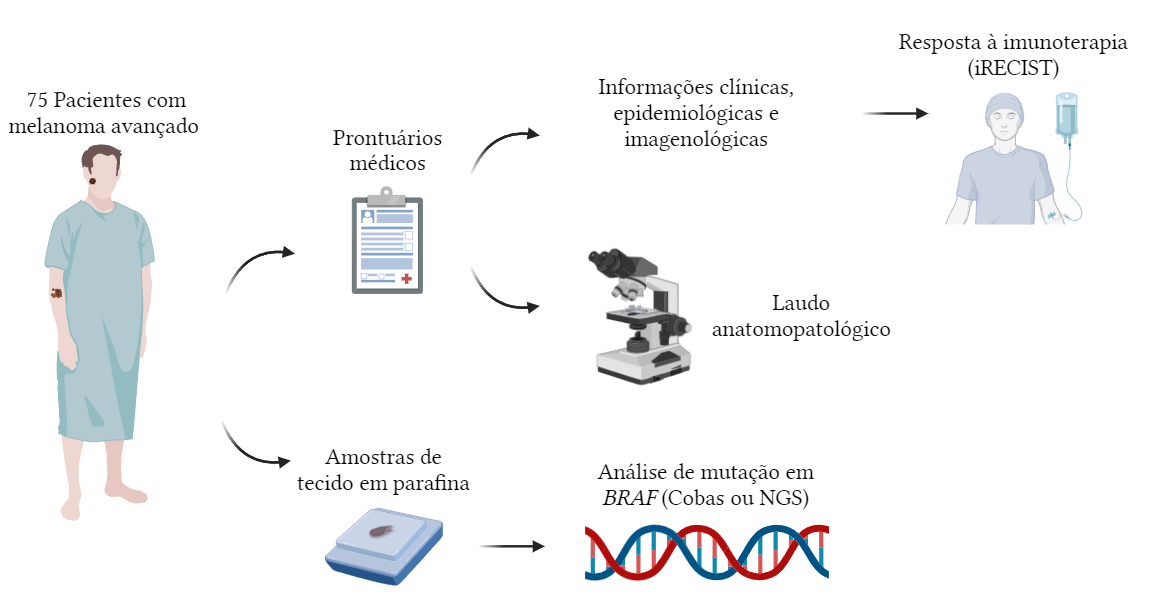 75 Pacientes com
melanoma avançado
Prontuários
médicos
Informações clínicas,
epidemiológicas e
imagenológicas
Resposta à imunoterapia
(iRECIST)
Laudo
anatomopatológico
Amostras de
tecido em parafina
Análise de mutação em
BRAF (Cobas ou NGS)